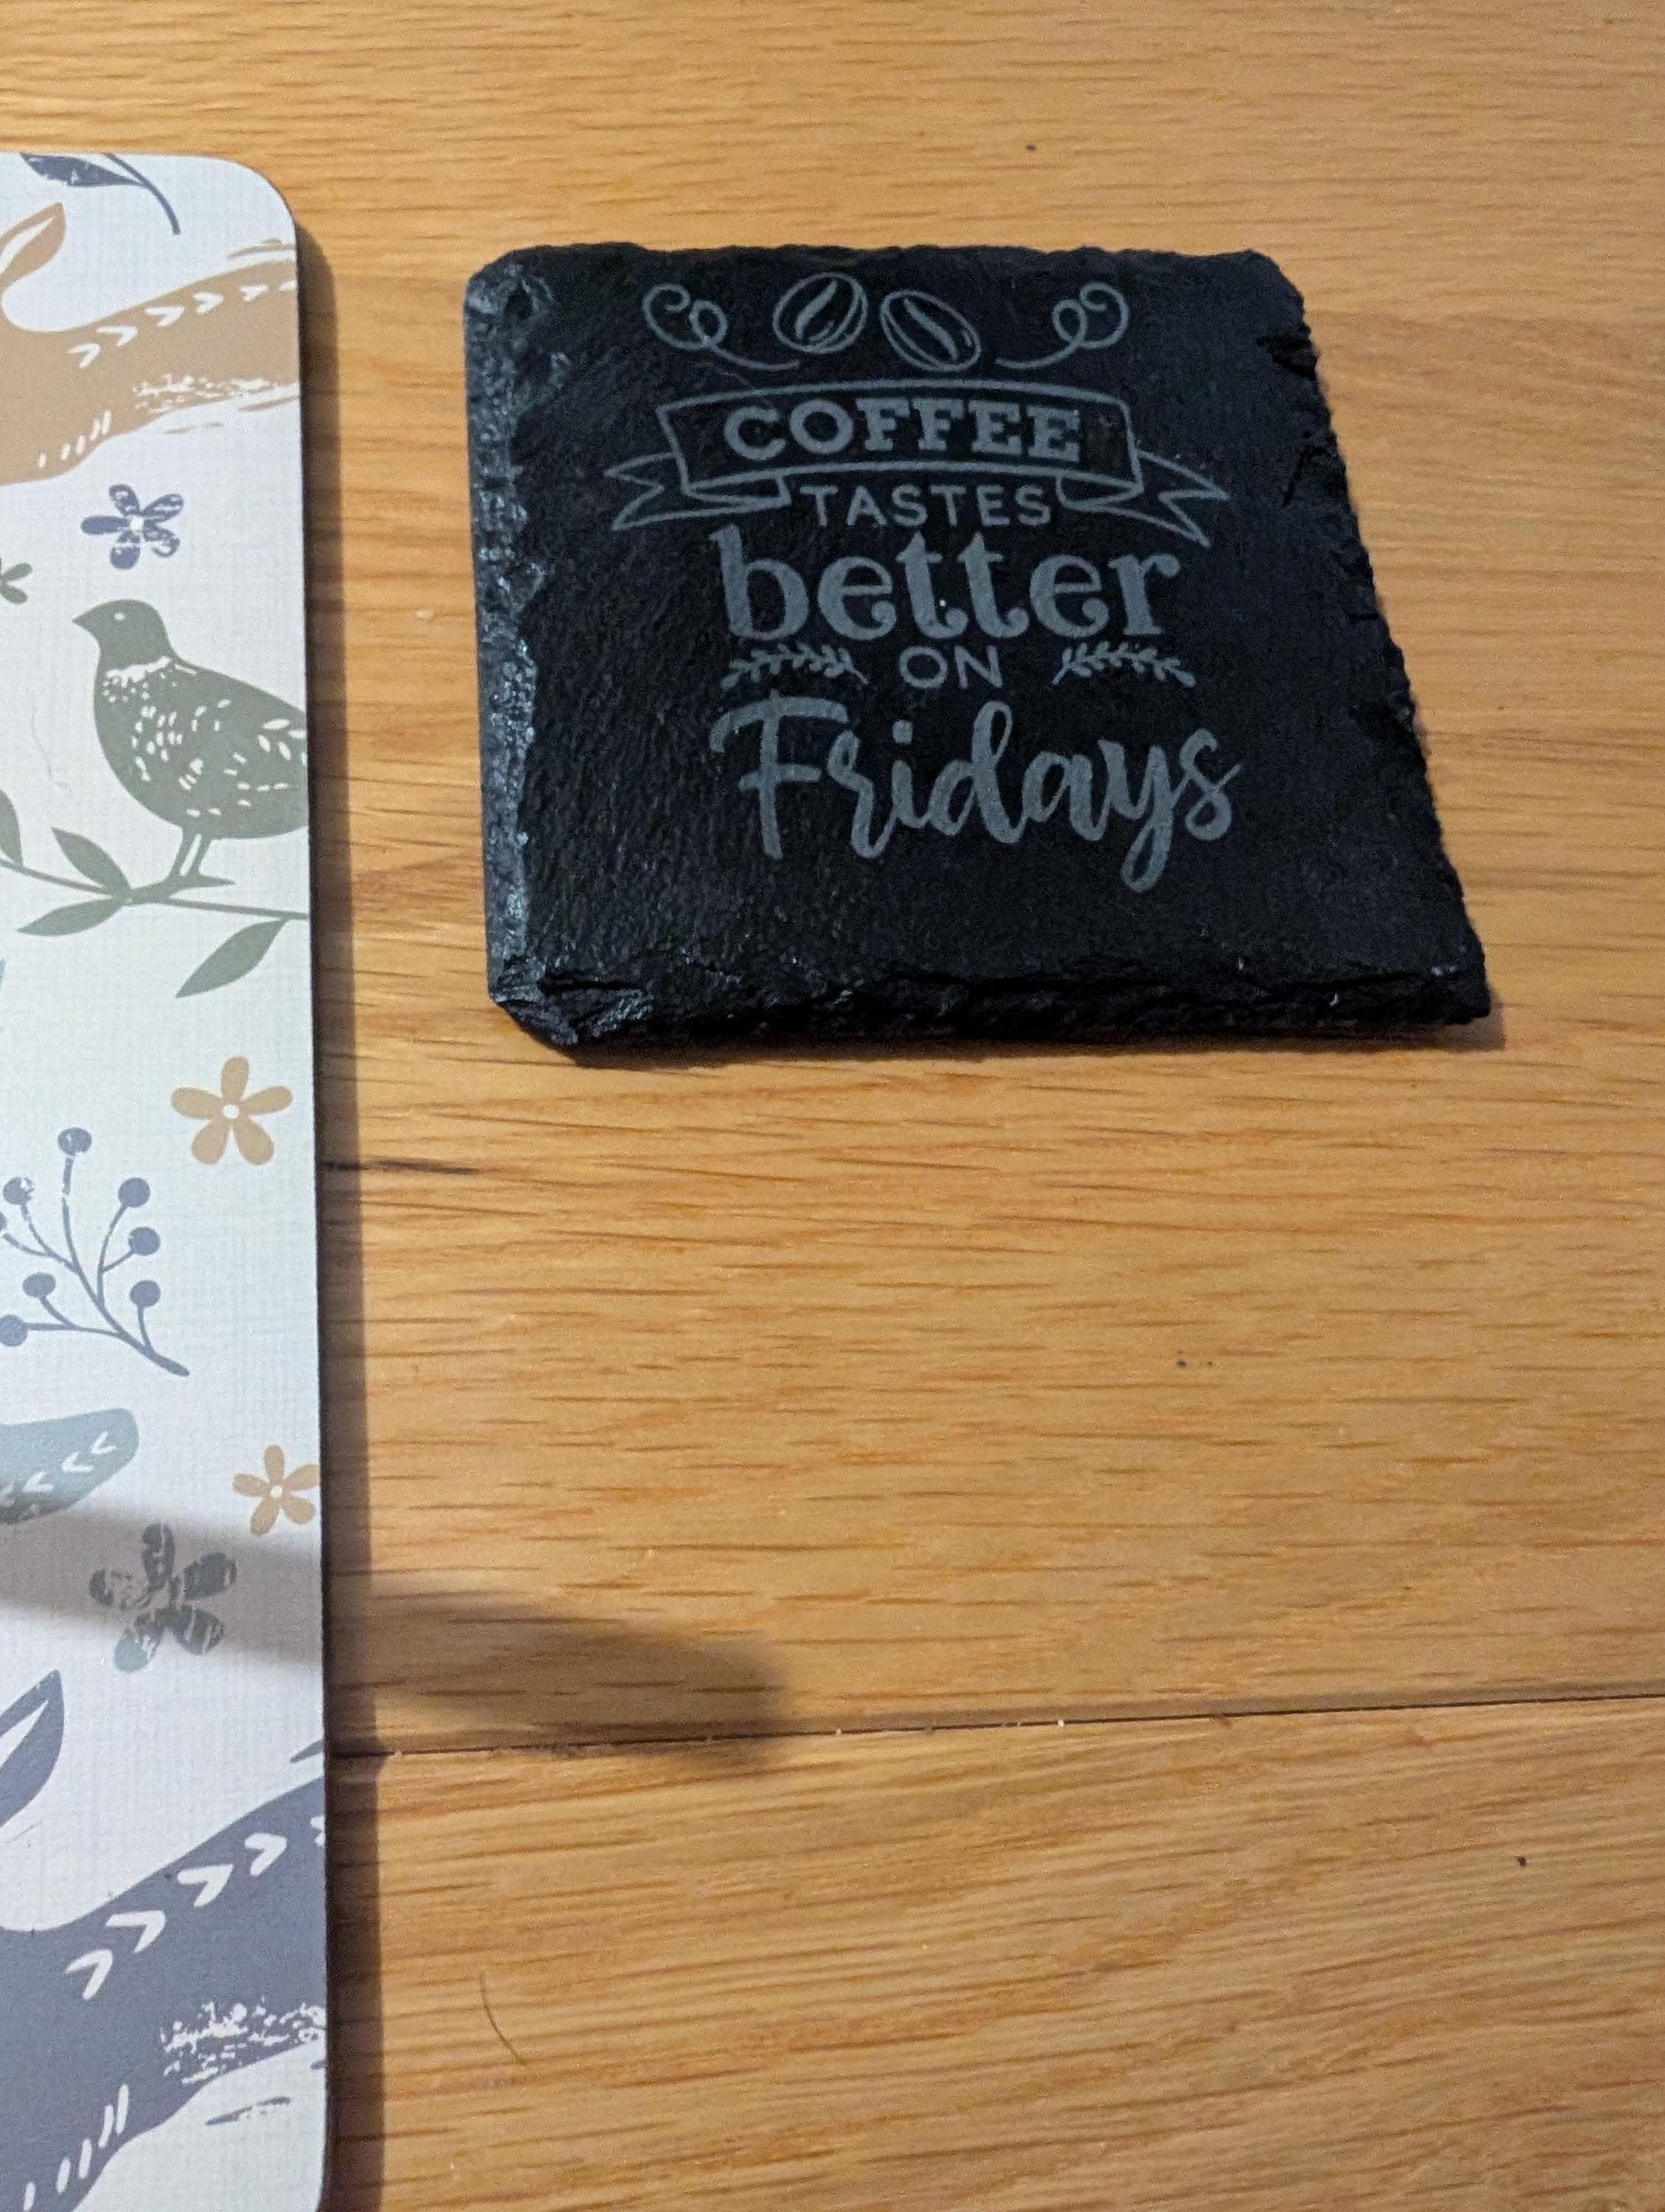 COFFEE
TASTES
better
ON
Fridays